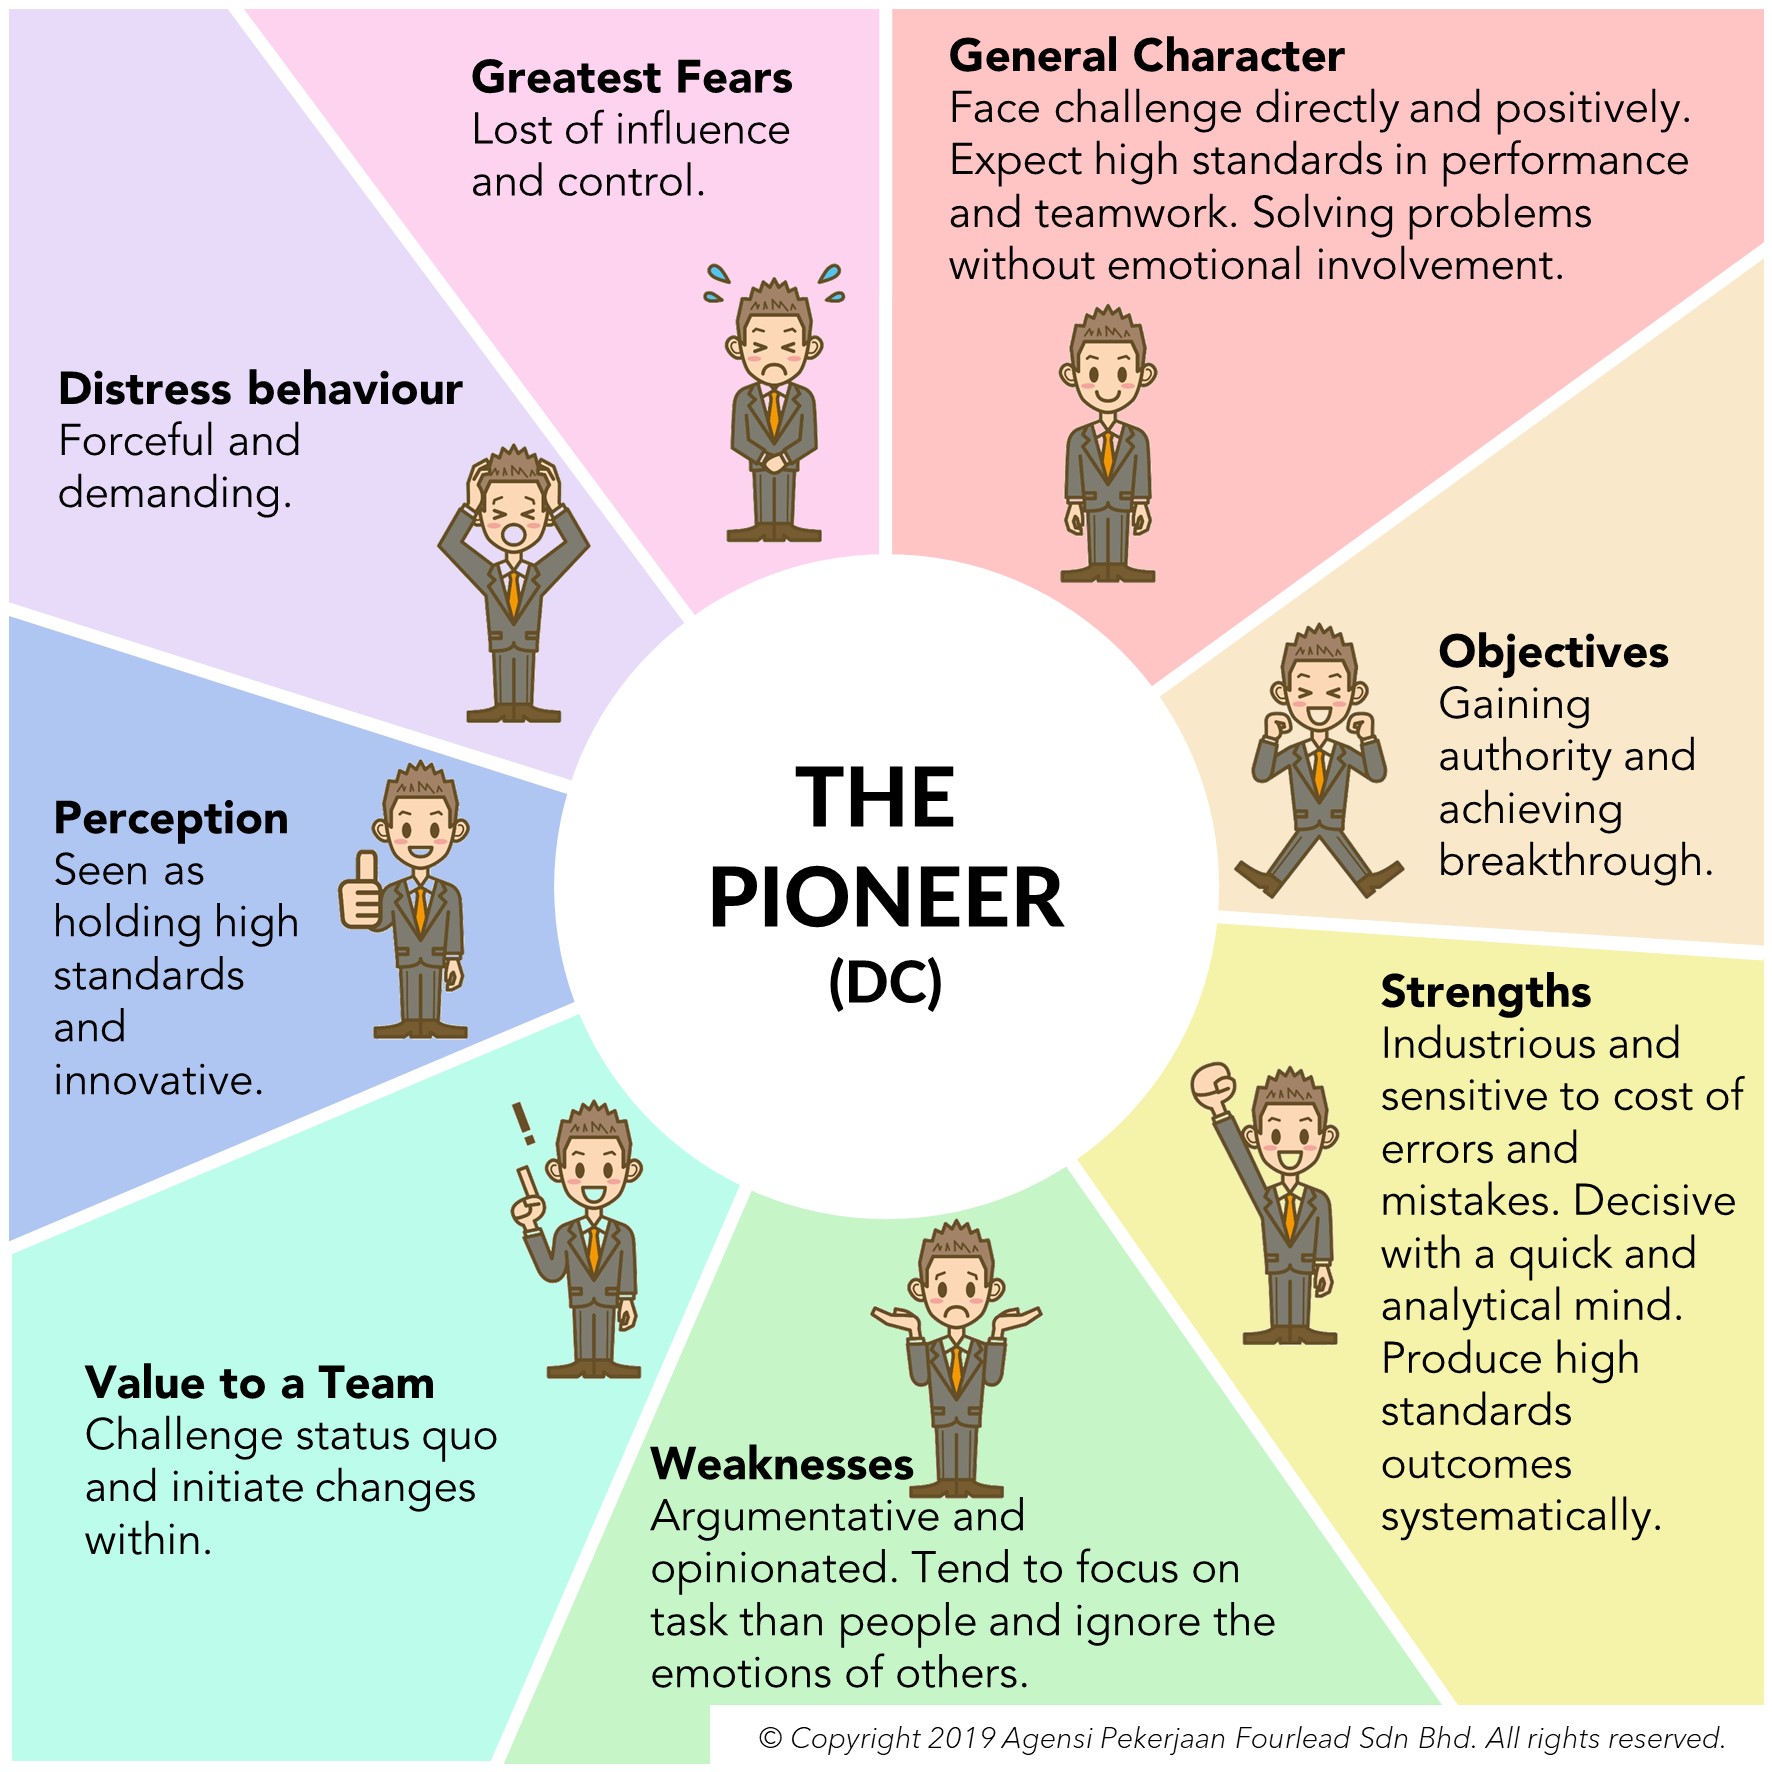 THE
PIONEER
(DC)
General Character
Face challenge directly and positively.
Expect high standards in performance
and teamwork. Solving problems
without emotional involvement.
Objectives
Gaining
authority and
achieving
breakthrough.
Strengths
Industrious and
sensitive to cost of
errors and
mistakes. Decisive
with a quick and
analytical mind.
Produce high
standards
outcomes
systematically.
Weaknesses
Argumentative and
opinionated. Tend to focus on
task than people and ignore the
emotions of others.
Value to a Team
Challenge status quo
and initiate changes
within.
!
Perception
Seen as
holding high
standards
and
innovative.
Distress behaviour
Forceful and
demanding.
Greatest Fears
Lost of influence
and control.
© Copyright 2019 Agensi Pekerjaan Fourlead Sdn Bhd. All rights reserved.